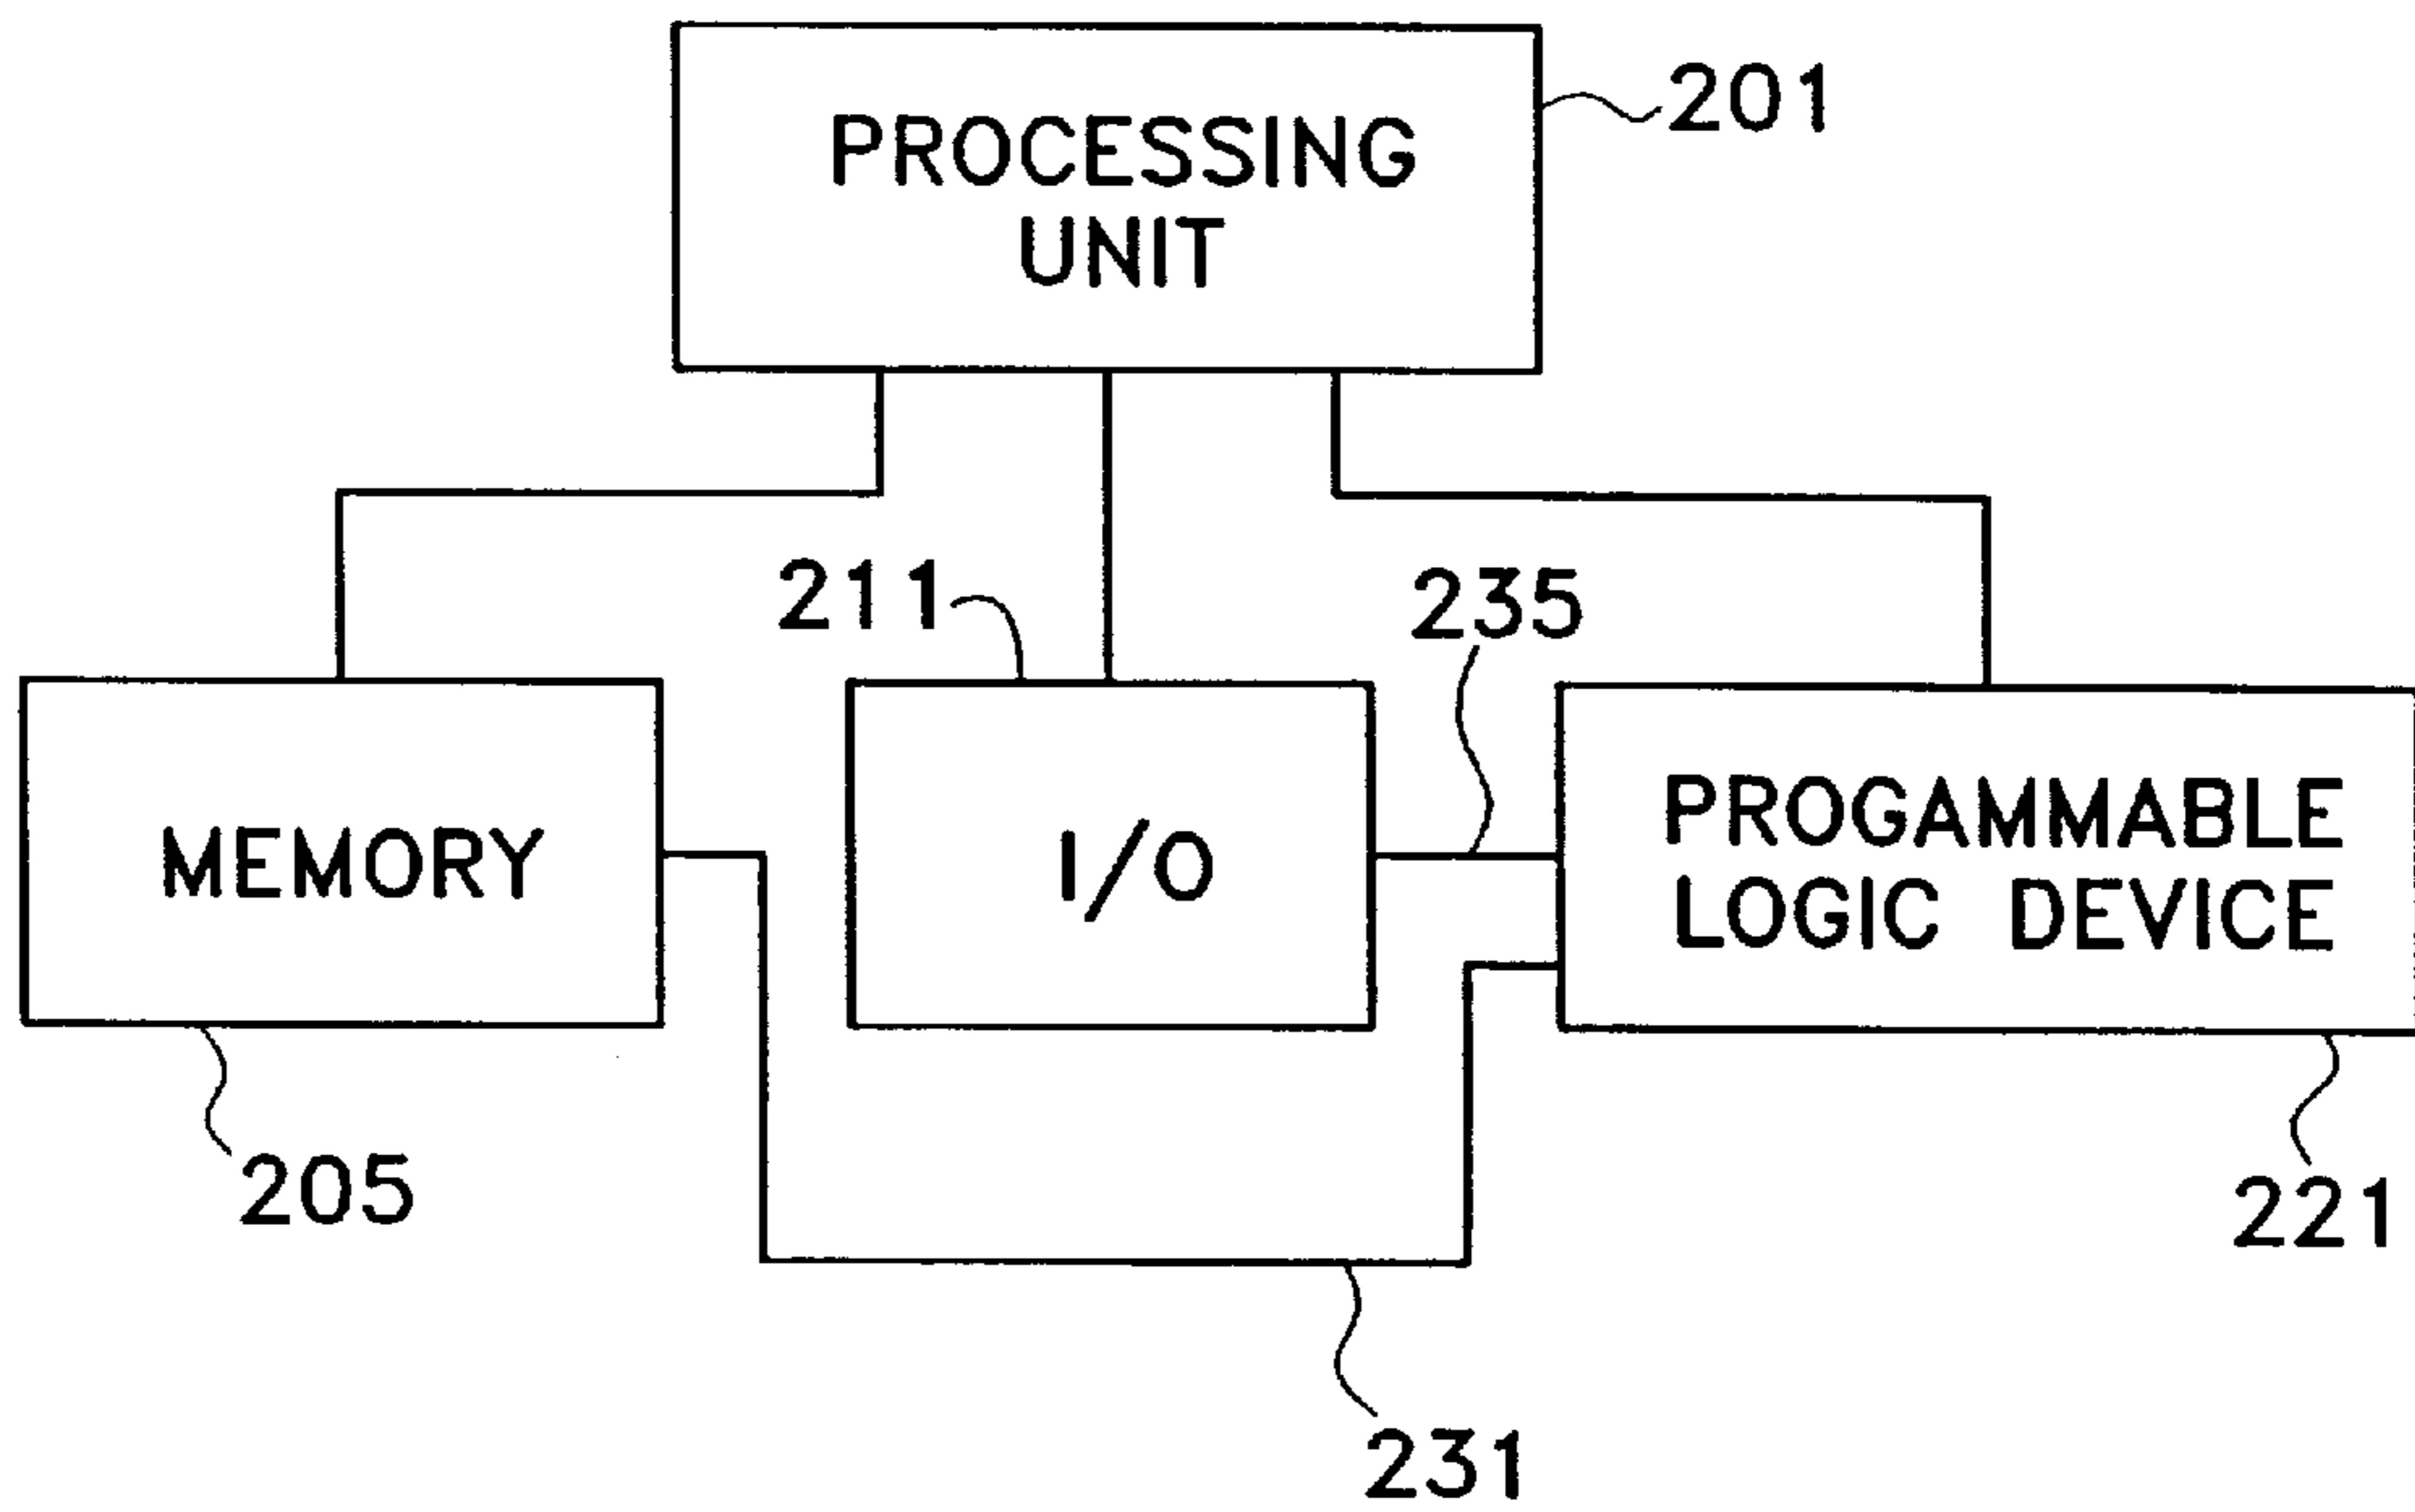 PROCESSING
UNIT
201
211
235
MEMORY
I/O
PROGAMMABLE
LOGIC DEVICE
205
221
231